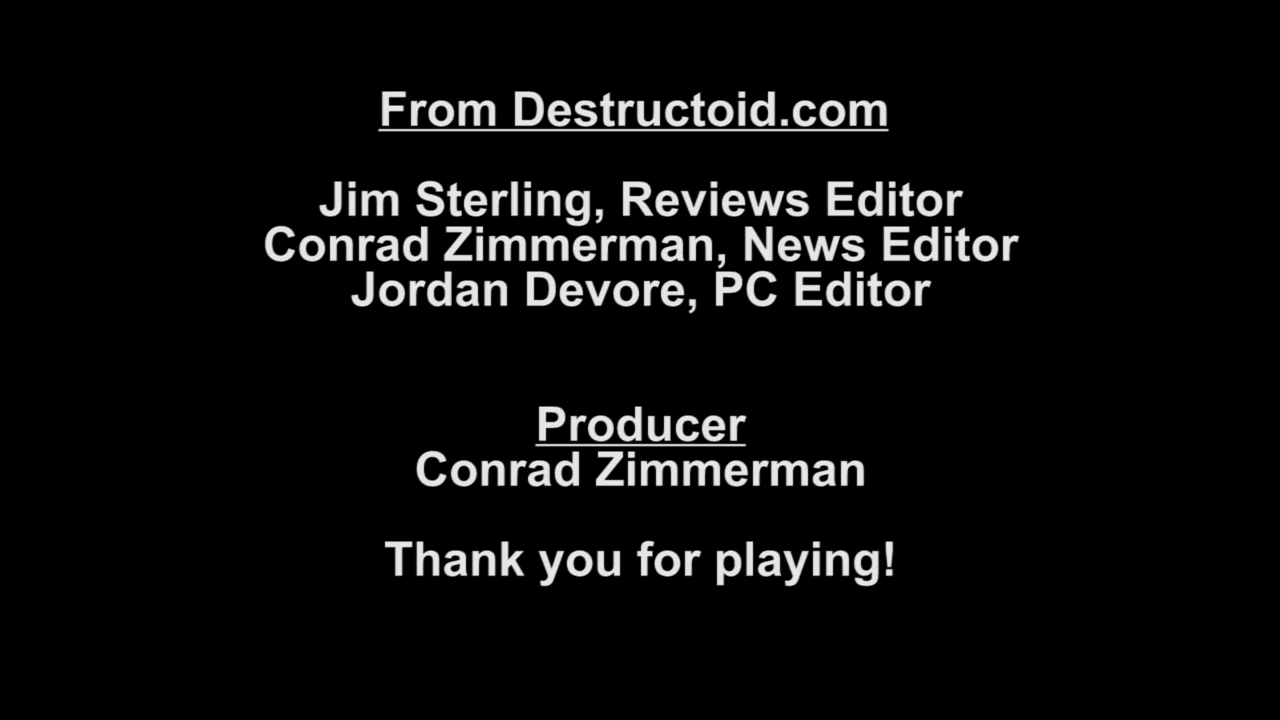 From Destructoid.com
Jim Sterling, Reviews Editor
Conrad Zimmerman, News Editor
Jordan Devore, PC Editor
Producer
Conrad Zimmerman
Thank you for playing!